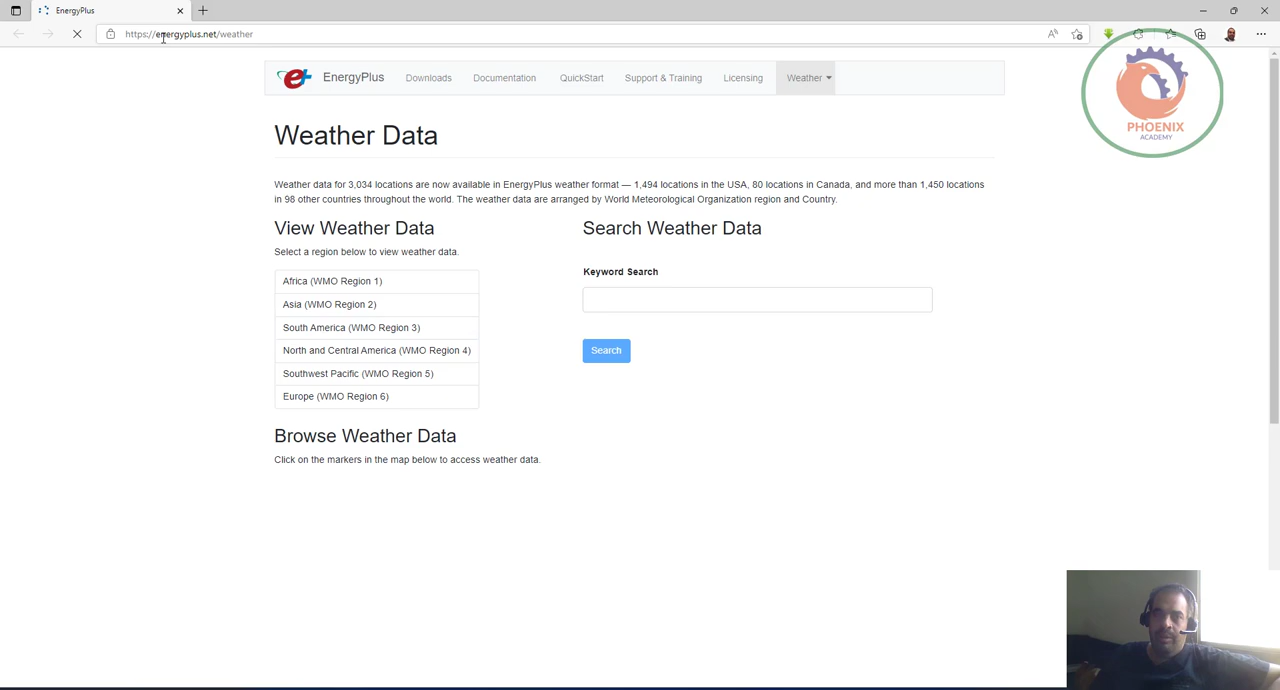 EnergyPlus
https://energyplus.net/weather
EnergyPlus Downloads Documentation QuickStart Support & Training Licensing Weather
PHOENIX
ACADEMY
Weather Data
Weather data for 3,034 locations are now available in EnergyPlus weather format — 1,494 locations in the USA, 80 locations in Canada, and more than 1,450 locations
in 98 other countries throughout the world. The weather data are arranged by World Meteorological Organization region and Country.
View Weather Data
Select a region below to view weather data.
Africa (WMO Region 1)
Asia (WMO Region 2)
South America (WMO Region 3)
North and Central America (WMO Region 4)
Southwest Pacific (WMO Region 5)
Europe (WMO Region 6)
Search Weather Data
Keyword Search
Search
Browse Weather Data
Click on the markers in the map below to access weather data.